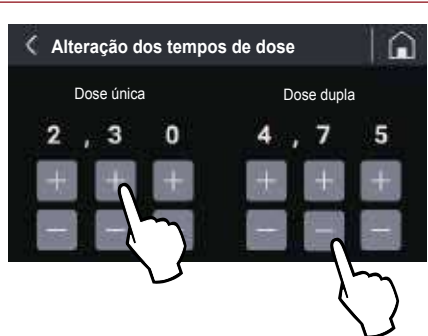 Alteração dos tempos de dose
Dose única Dose dupla
2 , 3 0 4 , 7 5
+ + + + + +
− − − − −